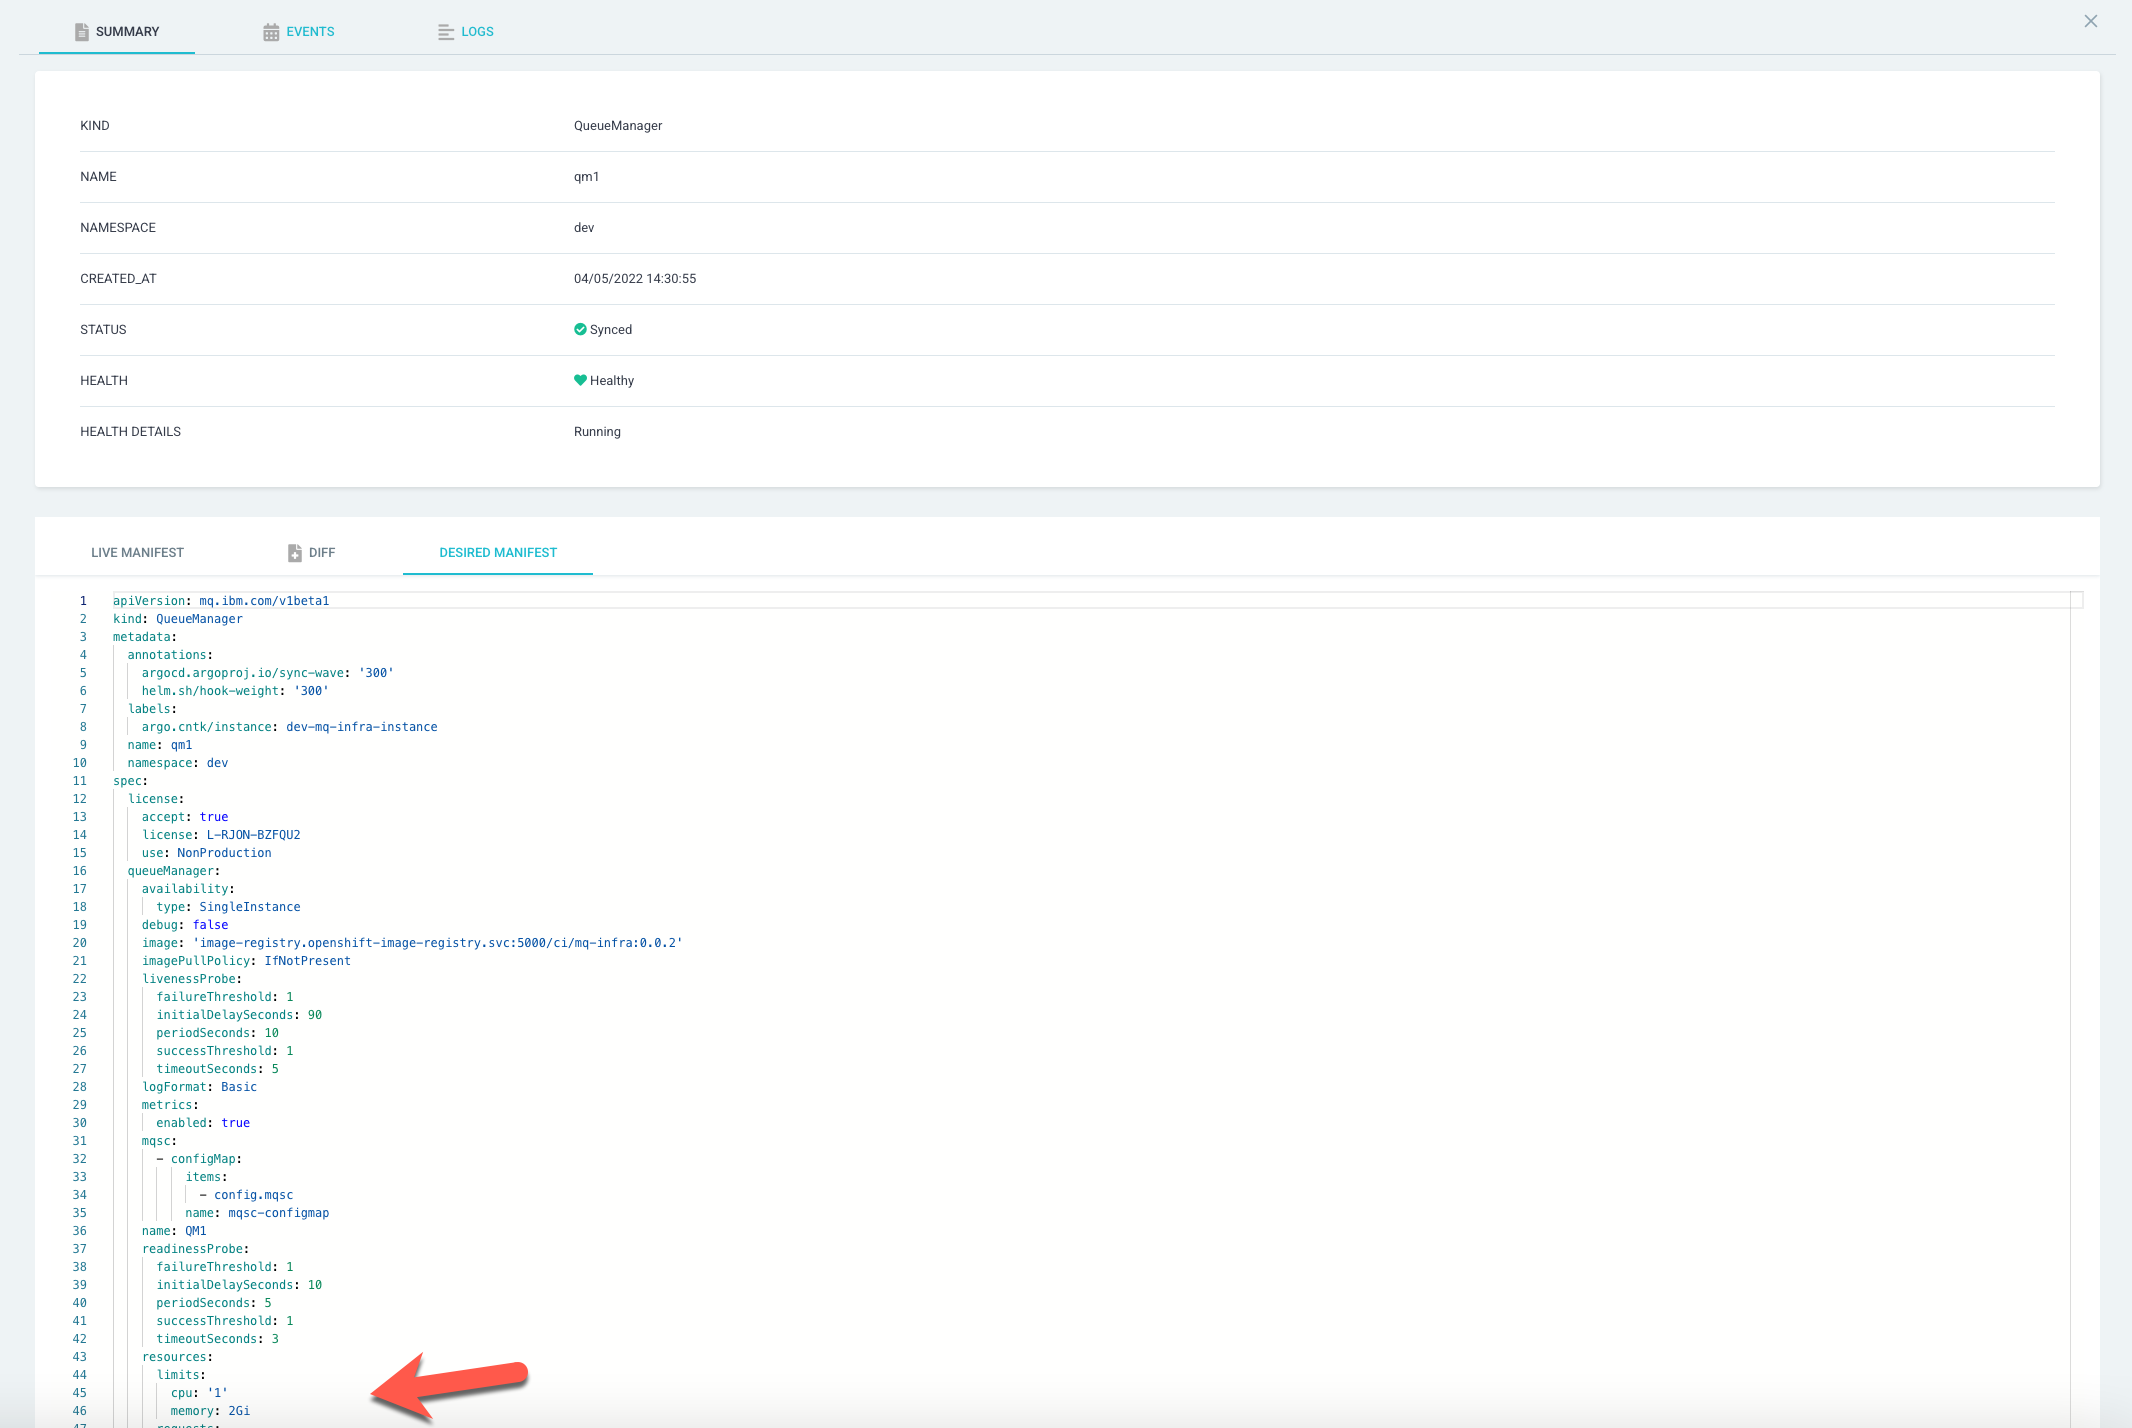 SUMMARY EVENTS LOGS
KIND QueueManager
NAME qm1
NAMESPACE dev
CREATED_AT 04/05/2022 14:30:55
STATUS Synced
HEALTH Healthy
HEALTH DETAILS Running
LIVE MANIFEST DIFF DESIRED MANIFEST
1 apiVersion: mq.ibm.com/v1beta1
2 kind: QueueManager
3 metadata:
4 annotations:
5 argocd.argoproj.io/sync-wave: '300'
6 helm.sh/hook-weight: '300'
7 labels:
8 argo.cntk/instance: dev-mq-infra-instance
9 name: qm1
10 namespace: dev
11 spec:
12 license:
13 accept: true
14 license: L-RJON-BZFQU2
15 use: NonProduction
16 queueManager:
17 availability:
18 type: SingleInstance
19 debug: false
20 image: 'image-registry.openshift-image-registry.svc:5000/ci/mq-infra:0.0.2'
21 imagePullPolicy: IfNotPresent
22 livenessProbe:
23 failureThreshold: 1
24 initialDelaySeconds: 90
25 periodSeconds: 10
26 successThreshold: 1
27 timeoutSeconds: 5
28 logFormat: Basic
29 metrics:
30 enabled: true
31 mqsc:
32 - configMap:
33 items:
34 - config.mqsc
35 name: mqsc-configmap
36 name: QM1
37 readinessProbe:
38 failureThreshold: 1
39 initialDelaySeconds: 10
40 periodSeconds: 5
41 successThreshold: 1
42 timeoutSeconds: 3
43 resources:
44 limits:
45 cpu: '1'
46 memory: 2Gi
47 requests: